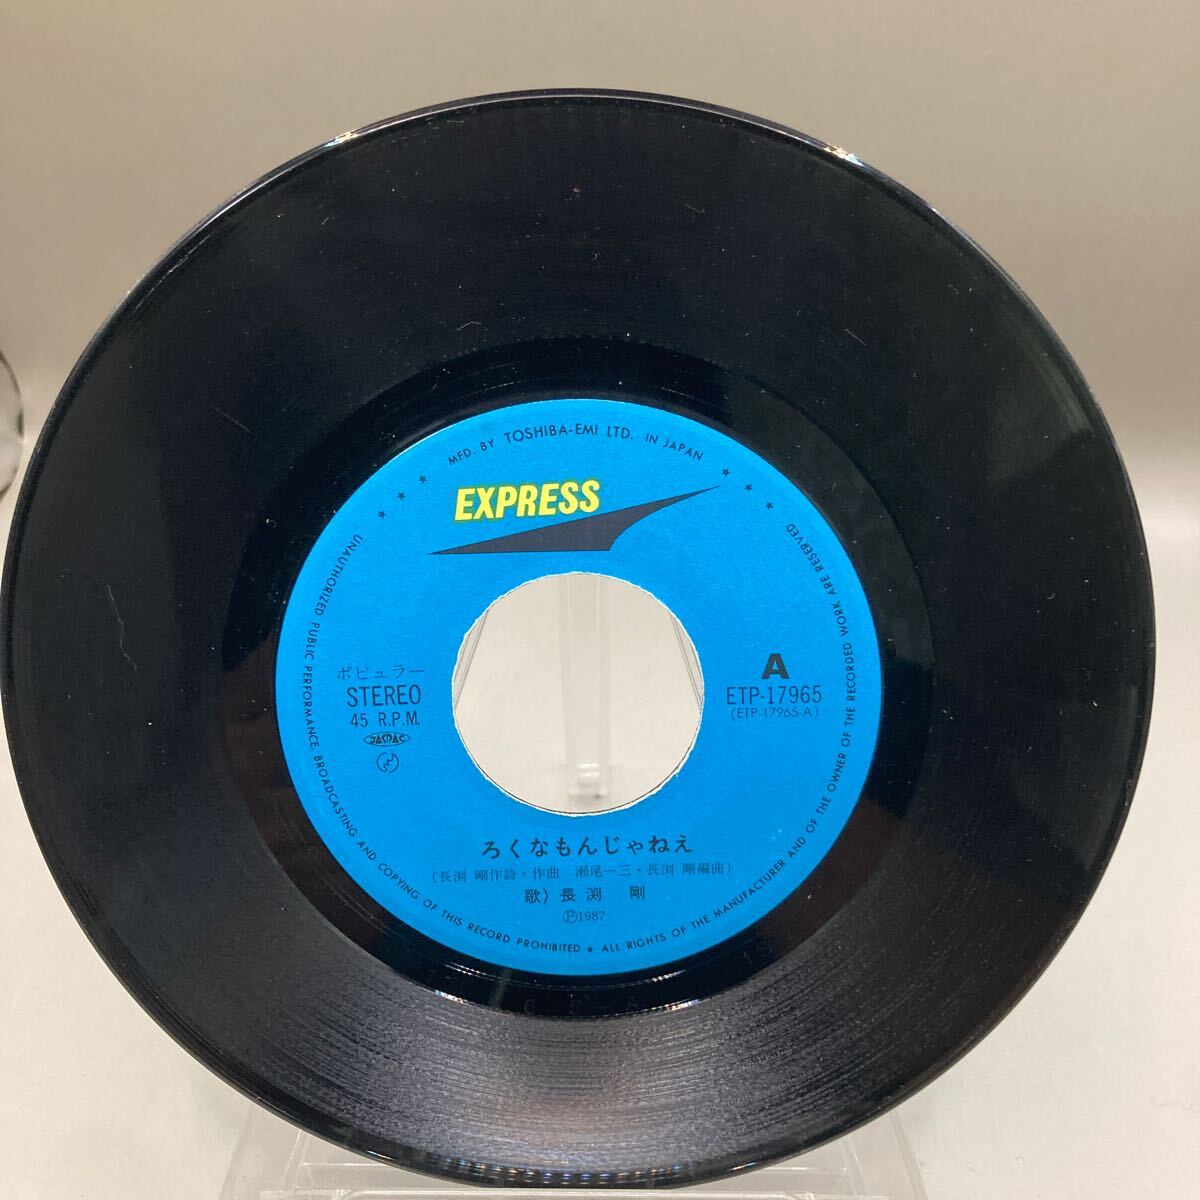 MFD. BY TOSHIBA-EMI LTD. IN JAPAN
EXPRESS
ポピュラー
STEREO
45 R.P.M.
JASRAC
A
ETP-17965
(ETP-17965-A)
ろくなもんじゃねえ
(長渕 剛作詩・作曲 瀬尾一三・長渕 剛編曲)
歌) 長渕 剛
Ⓟ1987
★ ★ ★ UNAUTHORIZED PUBLIC PERFORMANCE, BROADCASTING AND COPYING OF THIS RECORD PROHIBITED ★ ALL RIGHTS OF THE MANUFACTURER AND OF THE OWNER OF THE RECORDED WORK ARE RESERVED ★ ★ ★